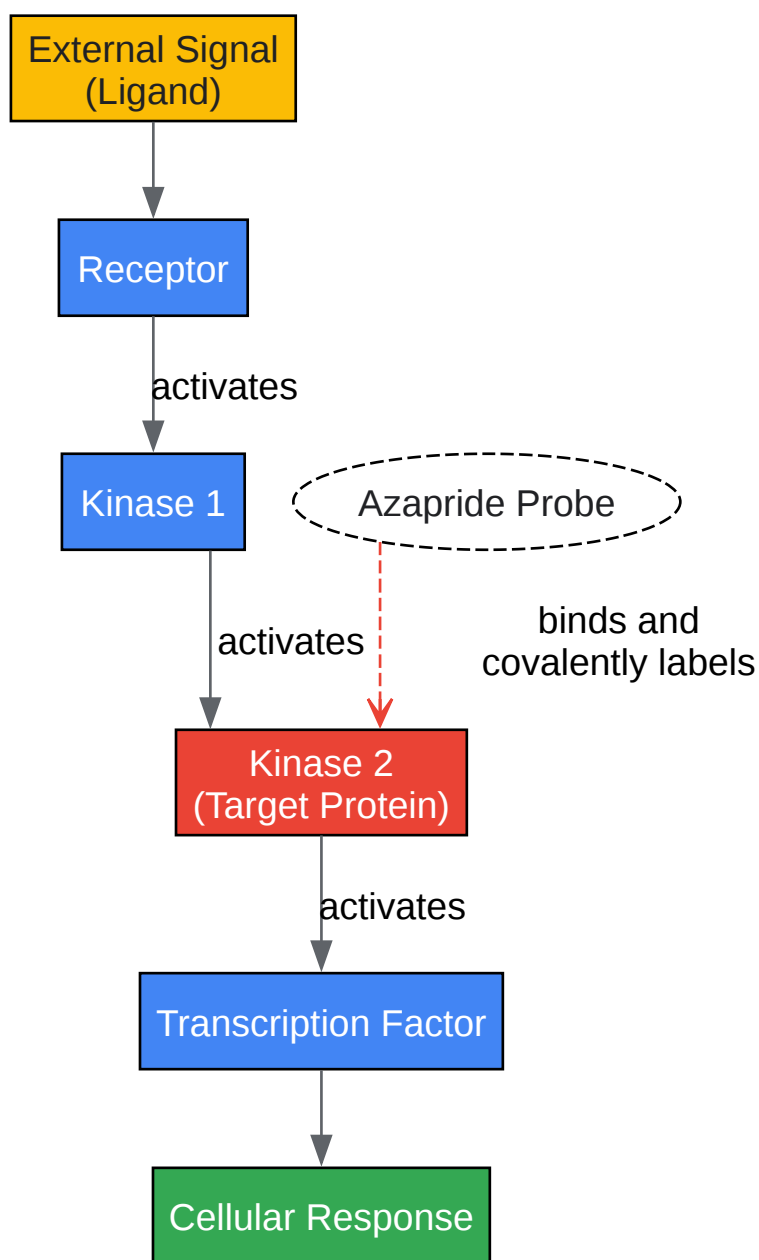 External Signal
(Ligand)
Receptor
activates
Kinase 1
Azapride Probe
activates
binds and
covalently labels
Kinase 2
(Target Protein)
activates
Transcription Factor
Cellular Response